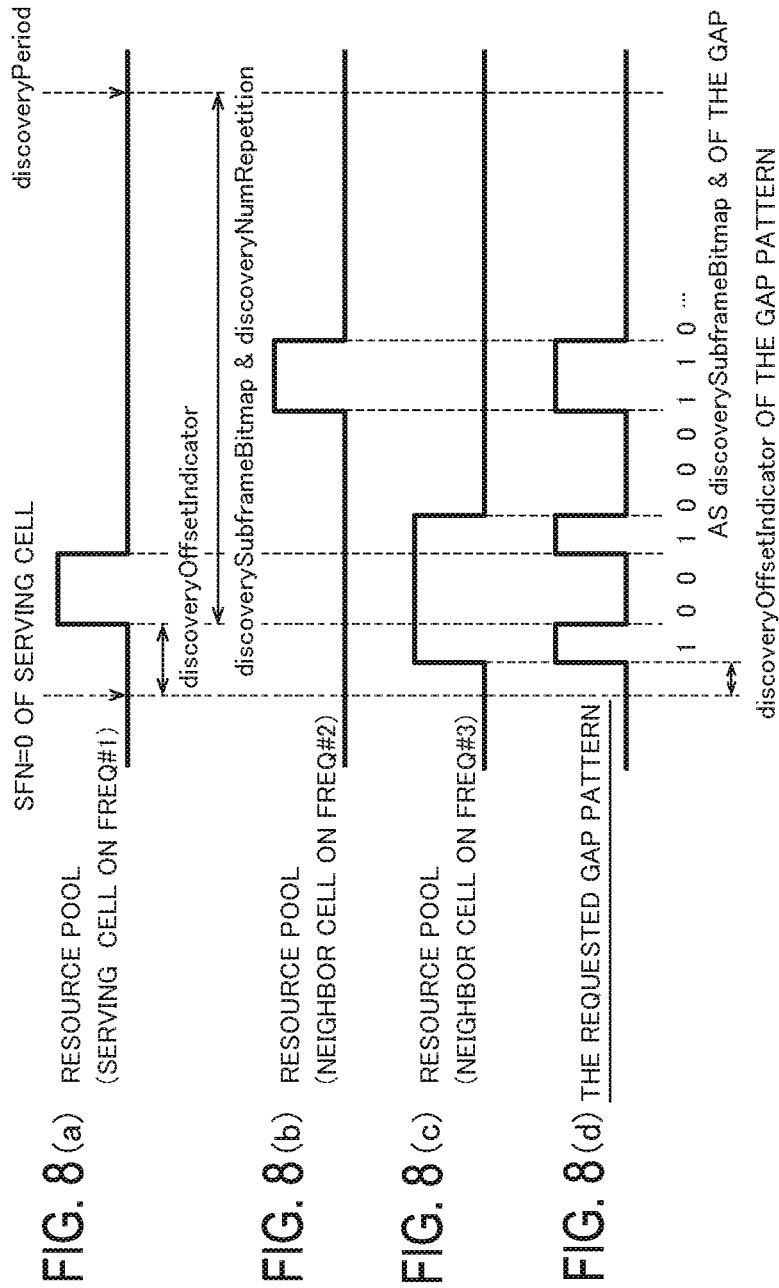 SFN=0 OF SERVING CELL
discoveryPeriod
FIG. 8(a) RESOURCE POOL
(SERVING CELL ON FREQ#1)
discoveryOffsetIndicator
discoverySubframeBitmap & discoveryNumRepetition
FIG. 8(b) RESOURCE POOL
(NEIGHBOR CELL ON FREQ#2)
FIG. 8(c) RESOURCE POOL
(NEIGHBOR CELL ON FREQ#3)
FIG. 8(d) THE REQUESTED GAP PATTERN
1 0 0 1 0 0 0 1 1 0 ...
AS discoverySubframeBitmap & OF THE GAP
discoveryOffsetIndicator OF THE GAP PATTERN